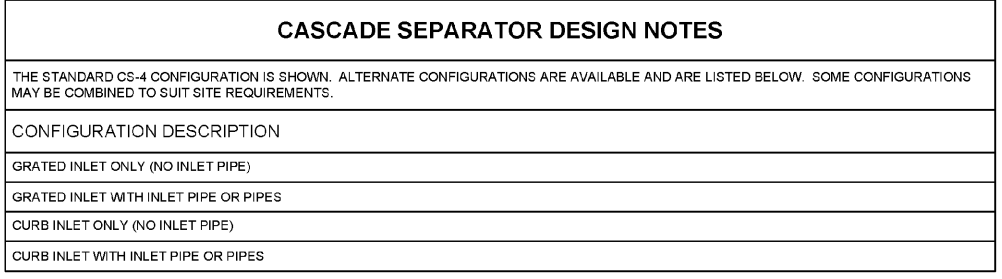 CASCADE SEPARATOR DESIGN NOTES
THE STANDARD CS-4 CONFIGURATION IS SHOWN. ALTERNATE CONFIGURATIONS ARE AVAILABLE AND ARE LISTED BELOW. SOME CONFIGURATIONS
MAY BE COMBINED TO SUIT SITE REQUIREMENTS.
CONFIGURATION DESCRIPTION
GRATED INLET ONLY (NO INLET PIPE)
GRATED INLET WITH INLET PIPE OR PIPES
CURB INLET ONLY (NO INLET PIPE)
CURB INLET WITH INLET PIPE OR PIPES